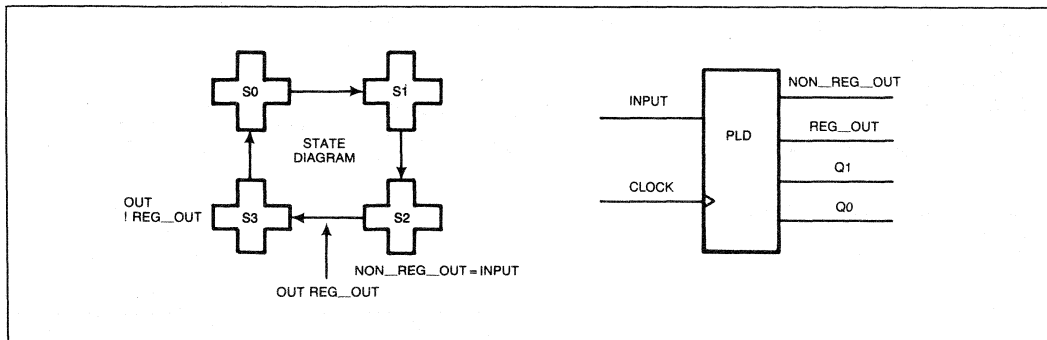 S0
S1
STATE
DIAGRAM
OUT
! REG__OUT
S3
S2
NON__REG__OUT = INPUT
OUT REG__OUT
INPUT
CLOCK
PLD
NON__REG__OUT
REG__OUT
Q1
Q0